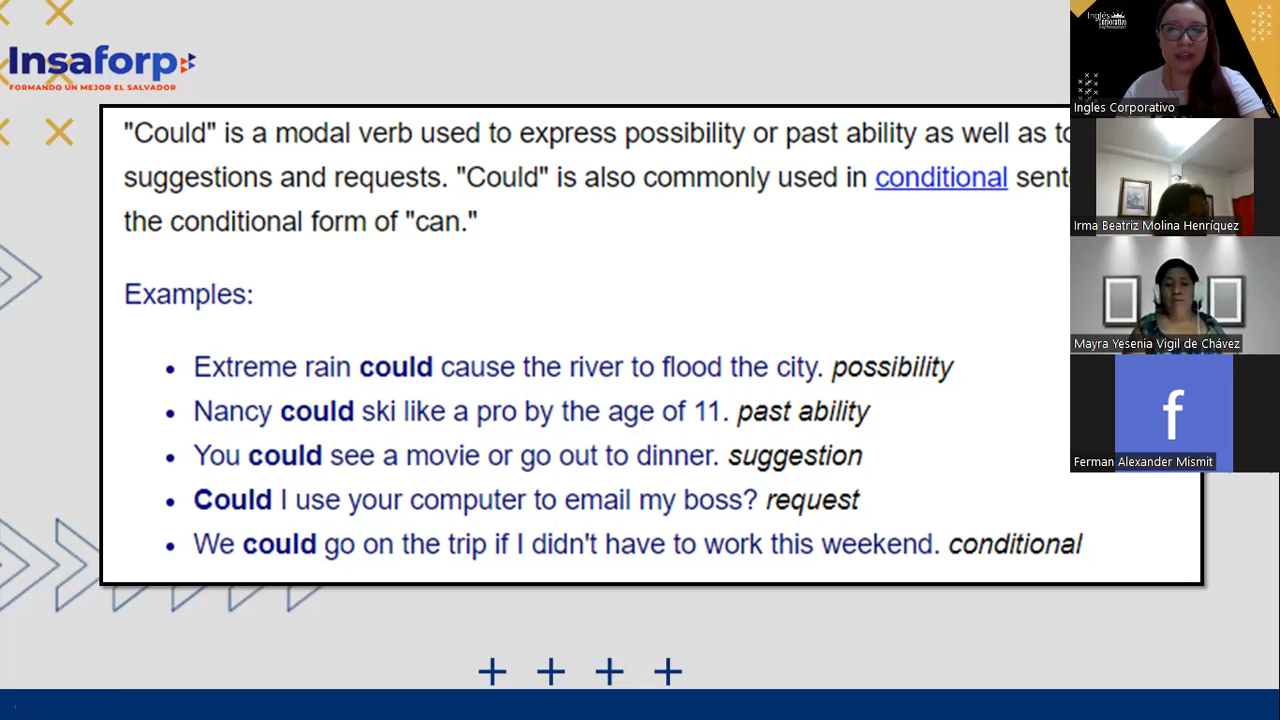 Insaforp
FORMANDO UN MEJOR EL SALVADOR
"Could" is a modal verb used to express possibility or past ability as well as to
suggestions and requests. "Could" is also commonly used in conditional sent
the conditional form of "can."
Examples:
• Extreme rain could cause the river to flood the city. possibility
• Nancy could ski like a pro by the age of 11. past ability
• You could see a movie or go out to dinner. suggestion
• Could I use your computer to email my boss? request
• We could go on the trip if I didn't have to work this weekend. conditional
Inglés
Corporativo
Ingles Corporativo
Irma Beatriz Molina Henríquez
Mayra Yesenia Vigil de Chávez
f
Ferman Alexander Mismit